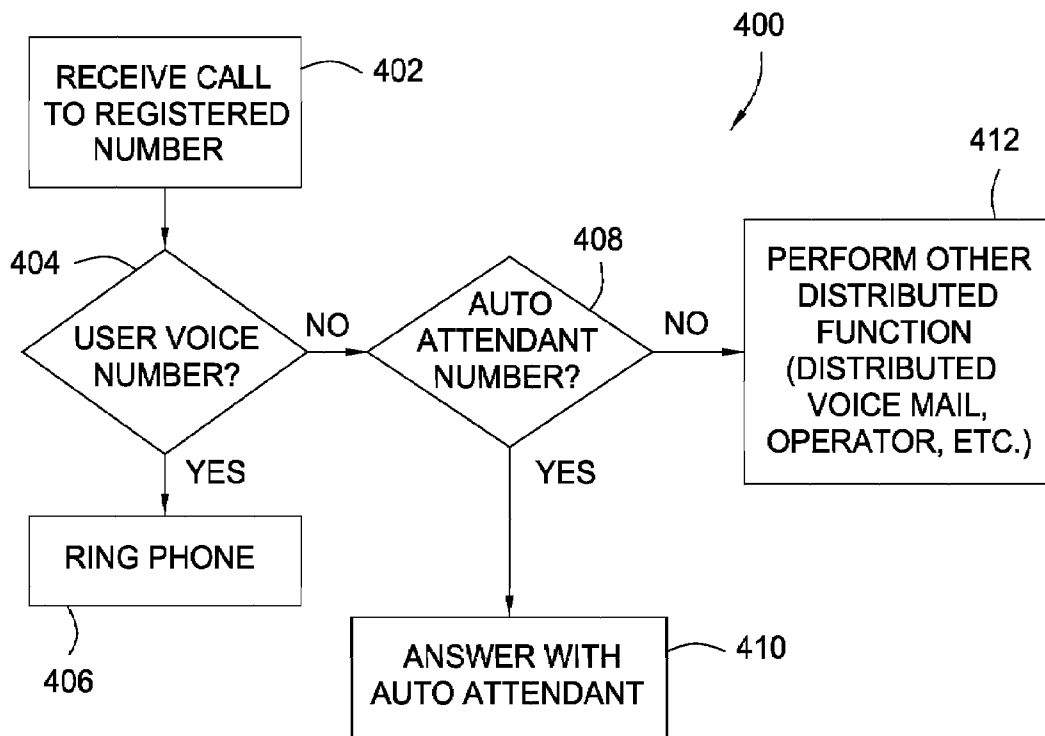 400
RECEIVE CALL
TO REGISTERED
NUMBER
402
404
USER VOICE
NUMBER?
NO
YES
RING PHONE
406
408
AUTO
ATTENDANT
NUMBER?
NO
YES
ANSWER WITH
AUTO ATTENDANT
410
412
PERFORM OTHER
DISTRIBUTED
FUNCTION
(DISTRIBUTED
VOICE MAIL,
OPERATOR, ETC.)